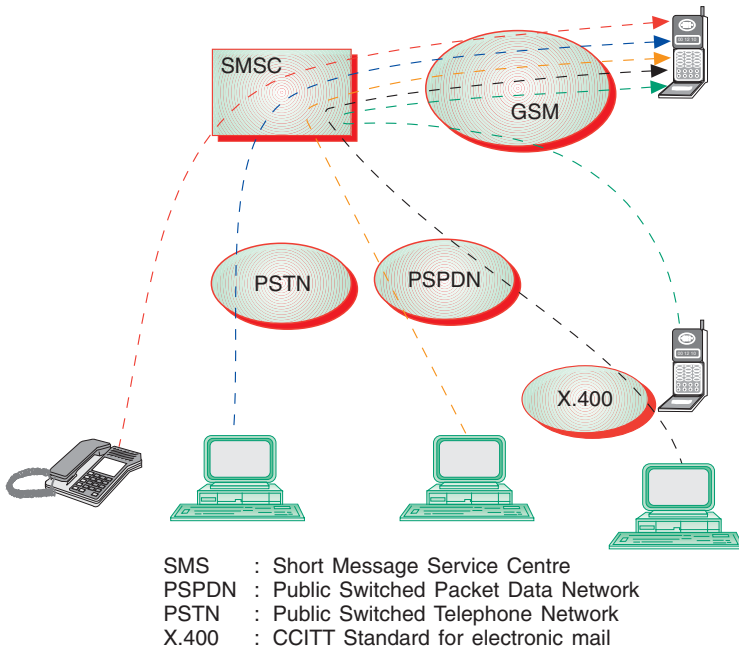 SMSC
GSM
PSTN
PSPDN
X.400
SMS : Short Message Service Centre
PSPDN : Public Switched Packet Data Network
PSTN : Public Switched Telephone Network
X.400 : CCITT Standard for electronic mail